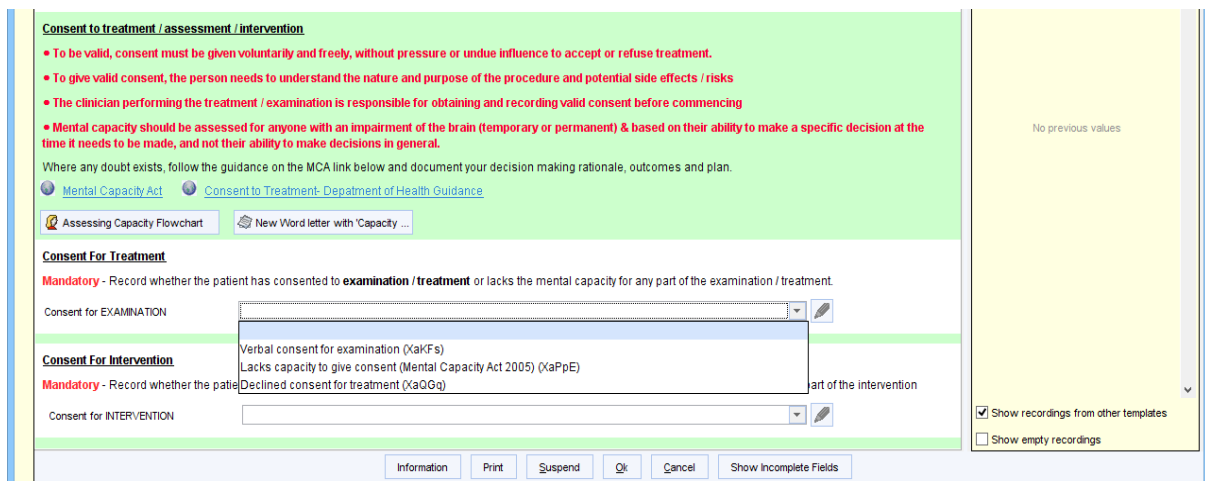 Consent to treatment / assessment / intervention
● To be valid, consent must be given voluntarily and freely, without pressure or undue influence to accept or refuse treatment.
● To give valid consent, the person needs to understand the nature and purpose of the procedure and potential side effects / risks
● The clinician performing the treatment / examination is responsible for obtaining and recording valid consent before commencing
● Mental capacity should be assessed for anyone with an impairment of the brain (temporary or permanent) & based on their ability to make a specific decision at the
time it needs to be made, and not their ability to make decisions in general.
Where any doubt exists, follow the guidance on the MCA link below and document your decision making rationale, outcomes and plan.
Mental Capacity Act Consent to Treatment- Depatment of Health Guidance
Assessing Capacity Flowchart New Word letter with 'Capacity ...
Consent For Treatment
Mandatory - Record whether the patient has consented to examination / treatment or lacks the mental capacity for any part of the examination / treatment.
Consent for EXAMINATION
Verbal consent for examination (XaKFs)
Lacks capacity to give consent (Mental Capacity Act 2005) (XaPpE)
Declined consent for treatment (XaQGq)
Consent For Intervention
Mandatory - Record whether the patie art of the intervention
Consent for INTERVENTION
No previous values
Show recordings from other templates
Show empty recordings
Information Print Suspend Ok Cancel Show Incomplete Fields